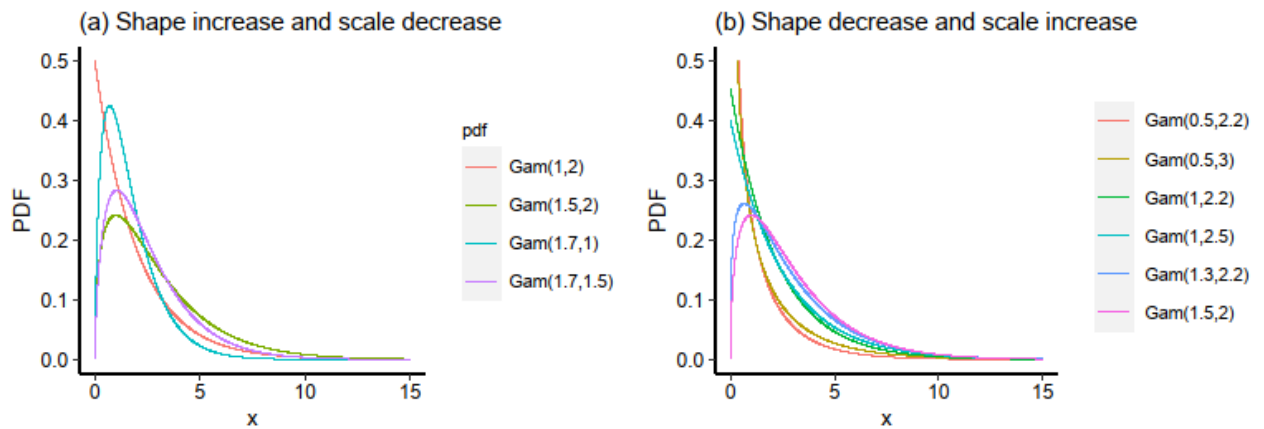 (a) Shape increase and scale decrease
0.5
0.4
0.3
0.2
0.1
0.0
PDF
0
5
10
15
x
pdf
Gam(1,2)
Gam(1.5,2)
Gam(1.7,1)
Gam(1.7,1.5)
(b) Shape decrease and scale increase
0.5
0.4
0.3
0.2
0.1
0.0
PDF
0
5
10
15
x
Gam(0.5,2.2)
Gam(0.5,3)
Gam(1,2.2)
Gam(1,2.5)
Gam(1.3,2.2)
Gam(1.5,2)